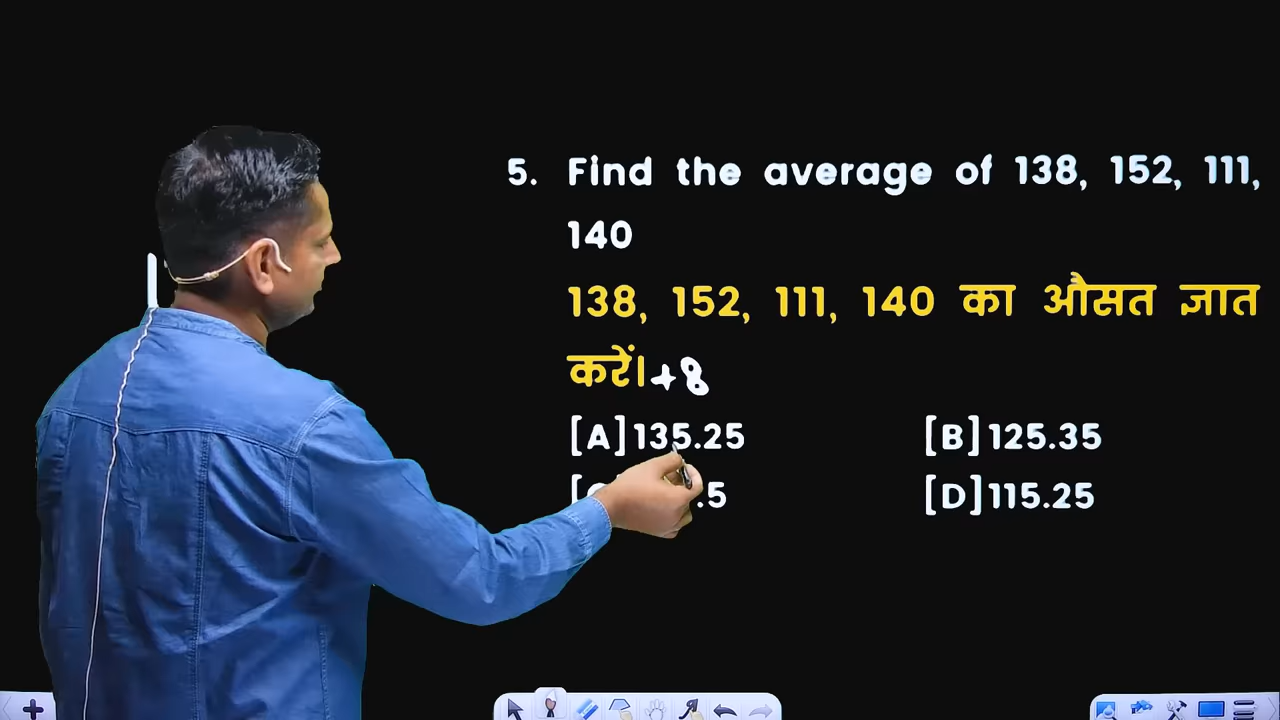 5. Find the average of 138, 152, 111,
140
138, 152, 111, 140 का औसत ज्ञात
करें। +8
[A] 135.25 [B] 125.35
.5 [D] 115.25